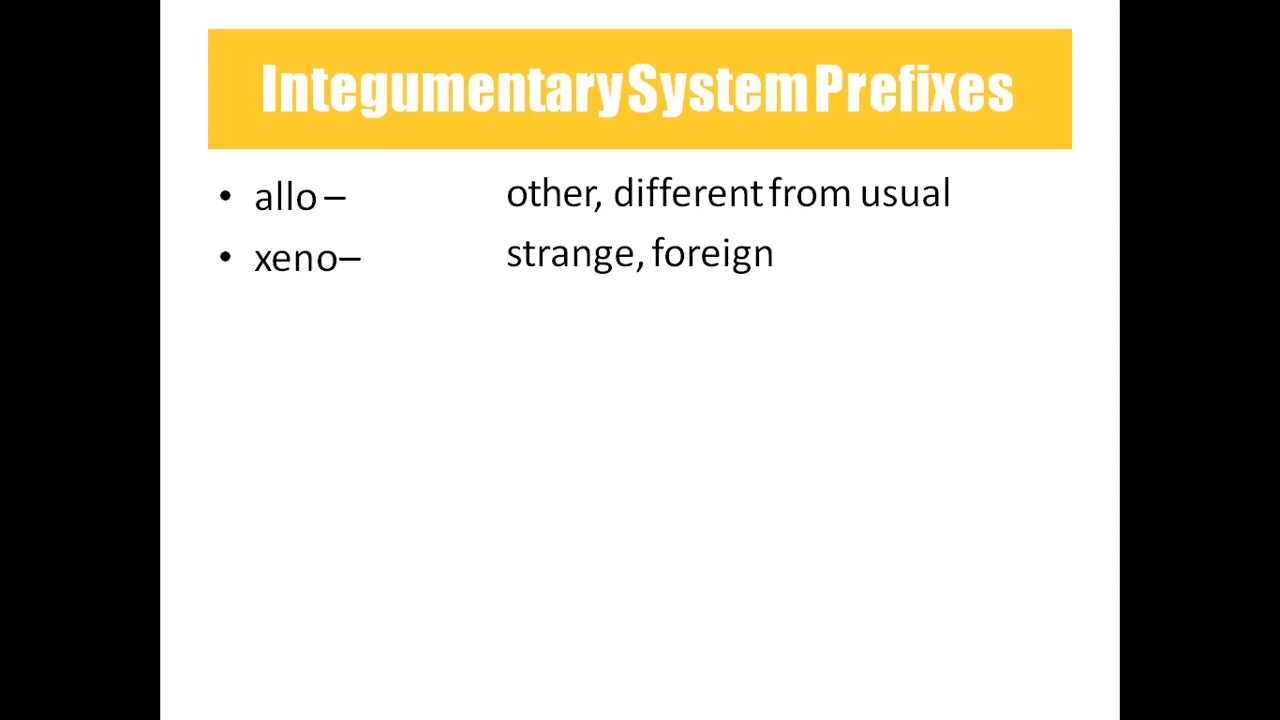 Integumentary System Prefixes
• allo – other, different from usual
• xeno– strange, foreign